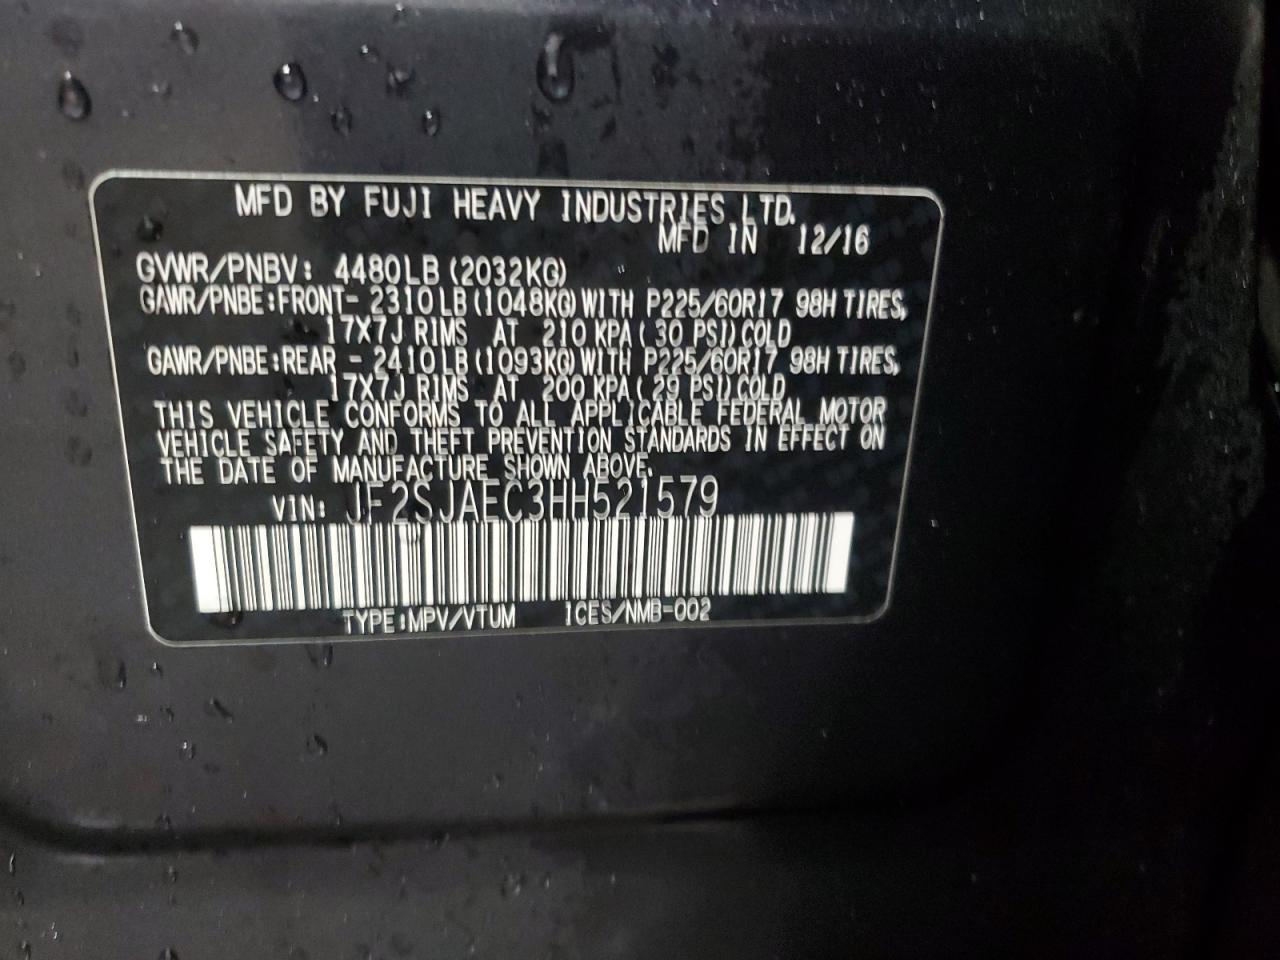 MFD BY FUJI HEAVY INDUSTRIES LTD.
MFD IN 12/16
GVWR/PNBV: 4480LB(2032KG)
GAWR/PNBE:FRONT- 2310LB(1048KG)WITH P225/60R17 98H TIRES,
17X7J RIMS AT 210 KPA(30 PSI)COLD
GAWR/PNBE:REAR - 2410LB(1093KG)WITH P225/60R17 98H TIRES,
17X7J RIMS AT 200 KPA(29 PSI)COLD
THIS VEHICLE CONFORMS TO ALL APPLICABLE FEDERAL MOTOR
VEHICLE SAFETY AND THEFT PREVENTION STANDARDS IN EFFECT ON
THE DATE OF MANUFACTURE SHOWN ABOVE.
VIN: JF2SJAEC3HH521579
TYPE:MPV/VTUM ICES/NMB-002